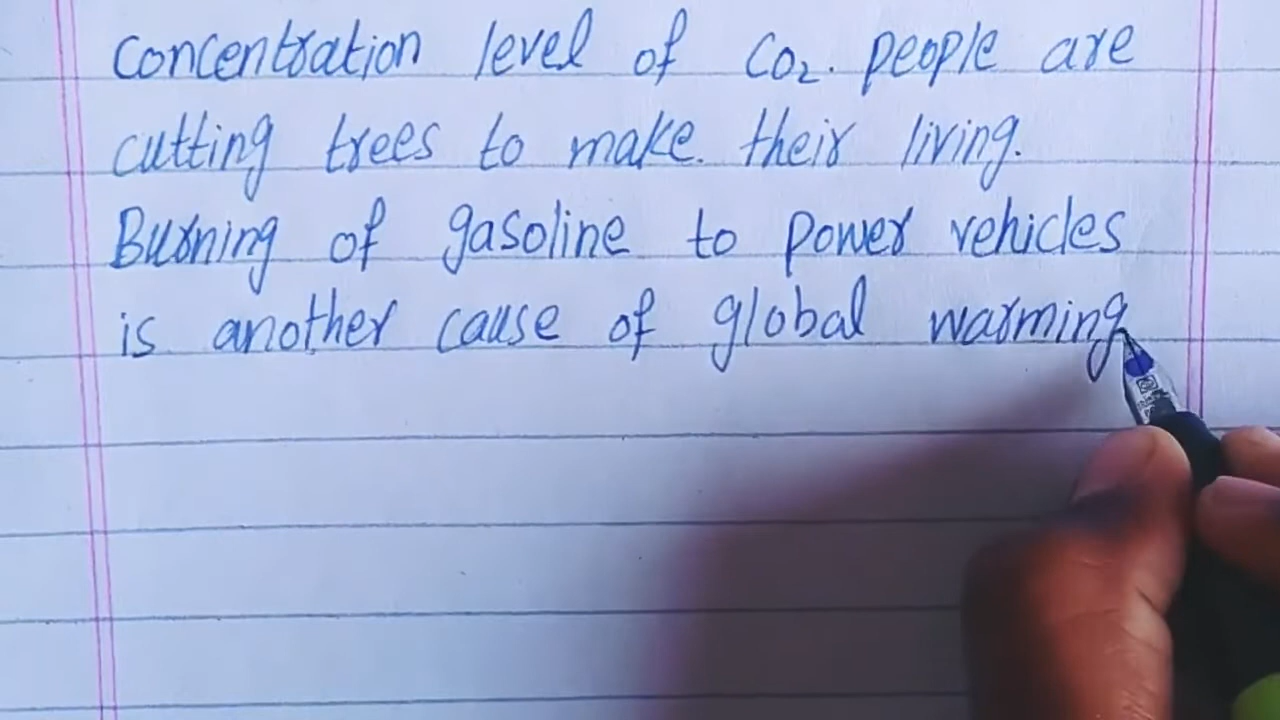 Concentration level of CO₂. people are
cutting trees to make. their living.
Burning of gasoline to power vehicles
is another cause of global warming